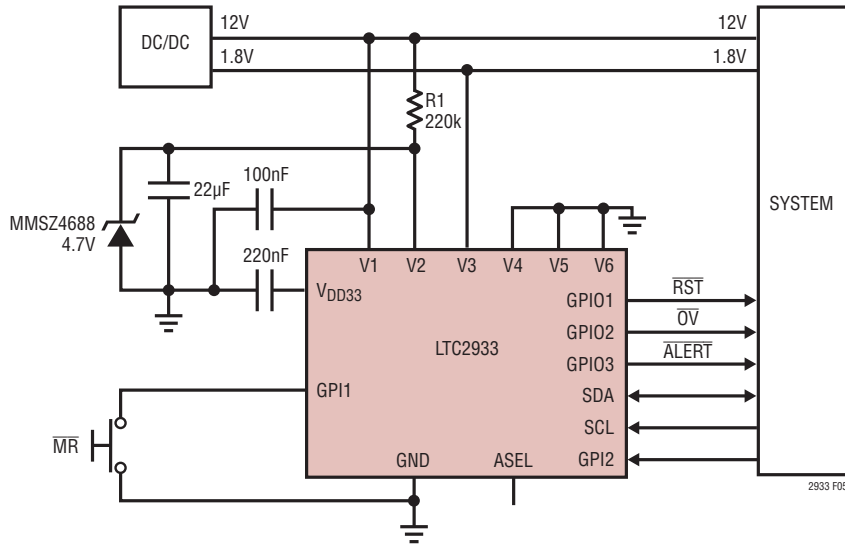 12V
12V
DC/DC
1.8V
1.8V
R1
220k
100nF
22µF
MMSZ4688
4.7V
SYSTEM
220nF
V1
V2
V3
V4
V5
V6
VDD33
GPIO1
RST
GPIO2
OV
LTC2933
GPIO3
ALERT
GPI1
SDA
MR
SCL
GND
ASEL
GPI2
2933 F05